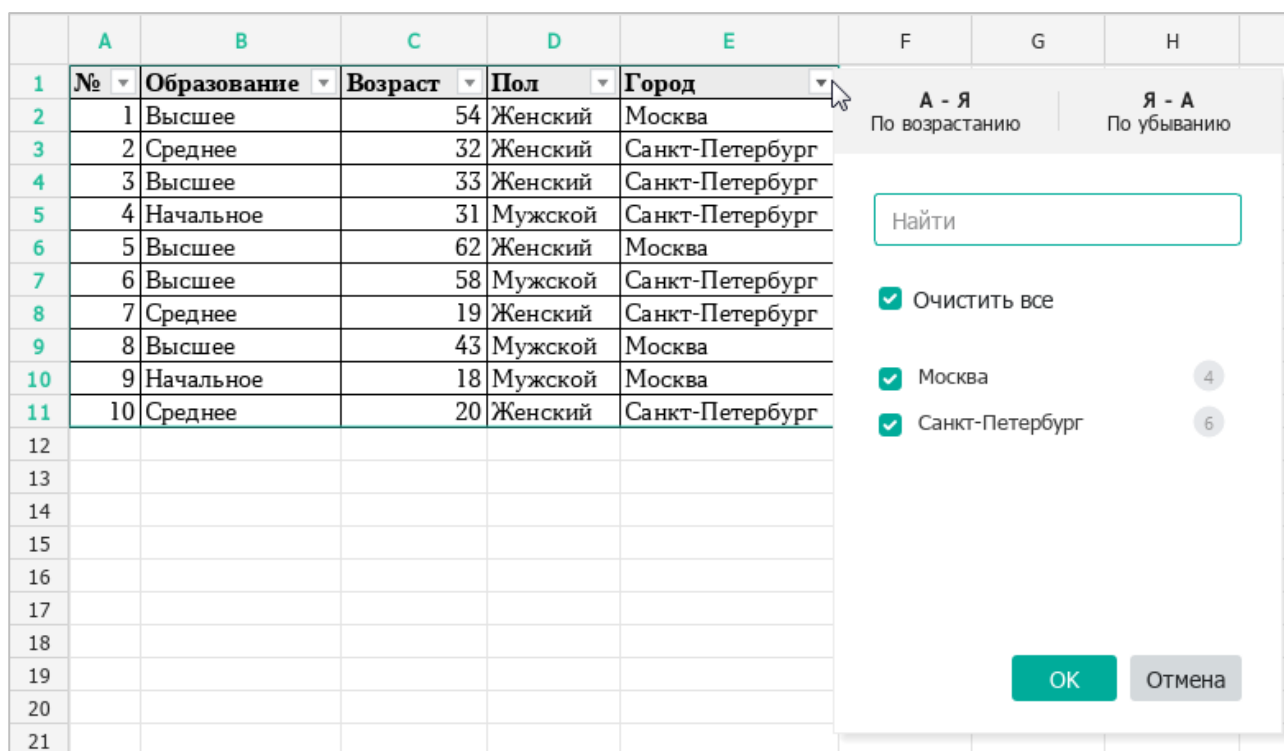 A B C D E F G H
1 № Образование Возраст Пол Город
2 1 Высшее 54 Женский Москва
3 2 Среднее 32 Женский Санкт-Петербург
4 3 Высшее 33 Женский Санкт-Петербург
5 4 Начальное 31 Мужской Санкт-Петербург
6 5 Высшее 62 Женский Москва
7 6 Высшее 58 Мужской Санкт-Петербург
8 7 Среднее 19 Женский Санкт-Петербург
9 8 Высшее 43 Мужской Москва
10 9 Начальное 18 Мужской Москва
11 10 Среднее 20 Женский Санкт-Петербург
12
13
14
15
16
17
18
19
20
21
А - Я Я - А
По возрастанию По убыванию
Найти
Очистить все
Москва 4
Санкт-Петербург 6
OK Отмена